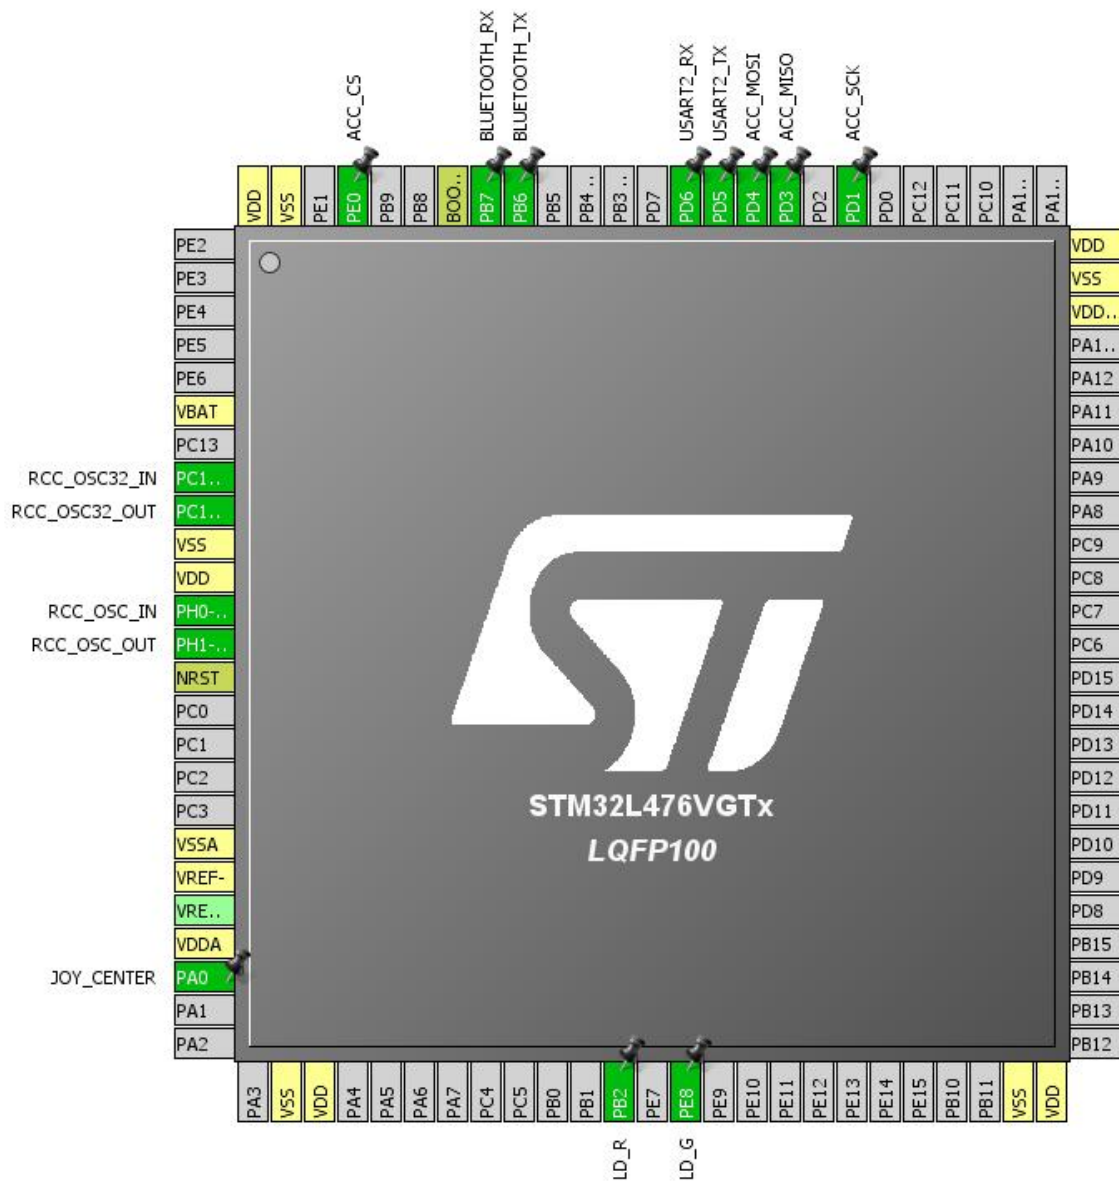 ACC_CS
BLUETOOTH_RX
BLUETOOTH_TX
USART2_RX
USART2_TX
ACC_MOSI
ACC_MISO
ACC_SCK
VDD
VSS
PE1
PE0
PB9
PB8
BOO..
PB7
PB6
PB5
PB4 ..
PB3 ..
PD7
PD6
PD5
PD4
PD3
PD2
PD1
PD0
PC12
PC11
PC10
PA1..
PA1..
PE2
PE3
PE4
PE5
PE6
VBAT
PC13
RCC_OSC32_IN PC1..
RCC_OSC32_OUT PC1..
VSS
VDD
RCC_OSC_IN PH0-..
RCC_OSC_OUT PH1-..
NRST
PC0
PC1
PC2
PC3
VSSA
VREF-
VRE..
VDDA
JOY_CENTER PA0
PA1
PA2
ST
STM32L476VGTx
LQFP100
VDD
VSS
VDD..
PA1..
PA12
PA11
PA10
PA9
PA8
PC9
PC8
PC7
PC6
PD15
PD14
PD13
PD12
PD11
PD10
PD9
PD8
PB15
PB14
PB13
PB12
PA3
VSS
VDD
PA4
PA5
PA6
PA7
PC4
PC5
PB0
PB1
PB2
PE7
PE8
PE9
PE10
PE11
PE12
PE13
PE14
PE15
PB10
PB11
VSS
VDD
LD_R
LD_G